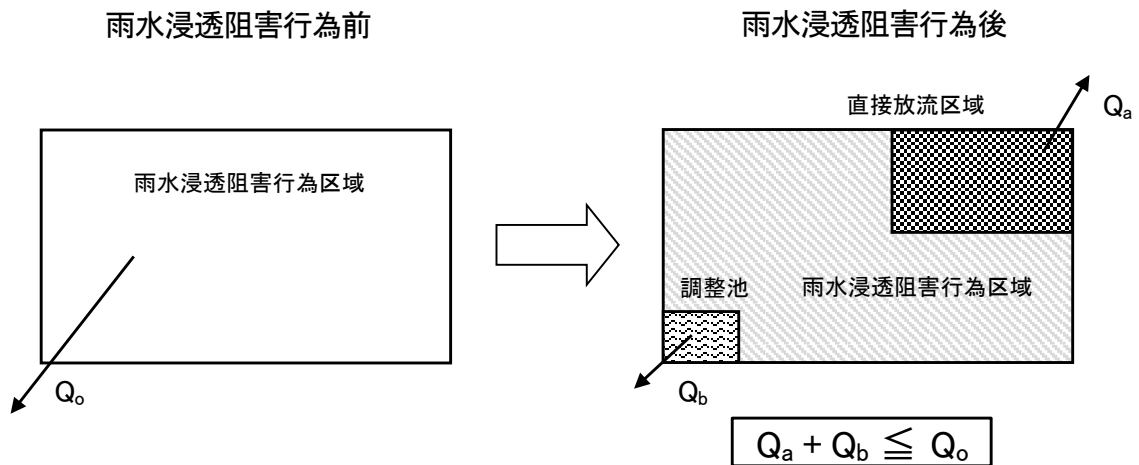 雨水浸透阻害行為前
雨水浸透阻害行為区域
Qo
雨水浸透阻害行為後
直接放流区域
Qa
調整池
雨水浸透阻害行為区域
Qb
Qa + Qb ≦ Qo